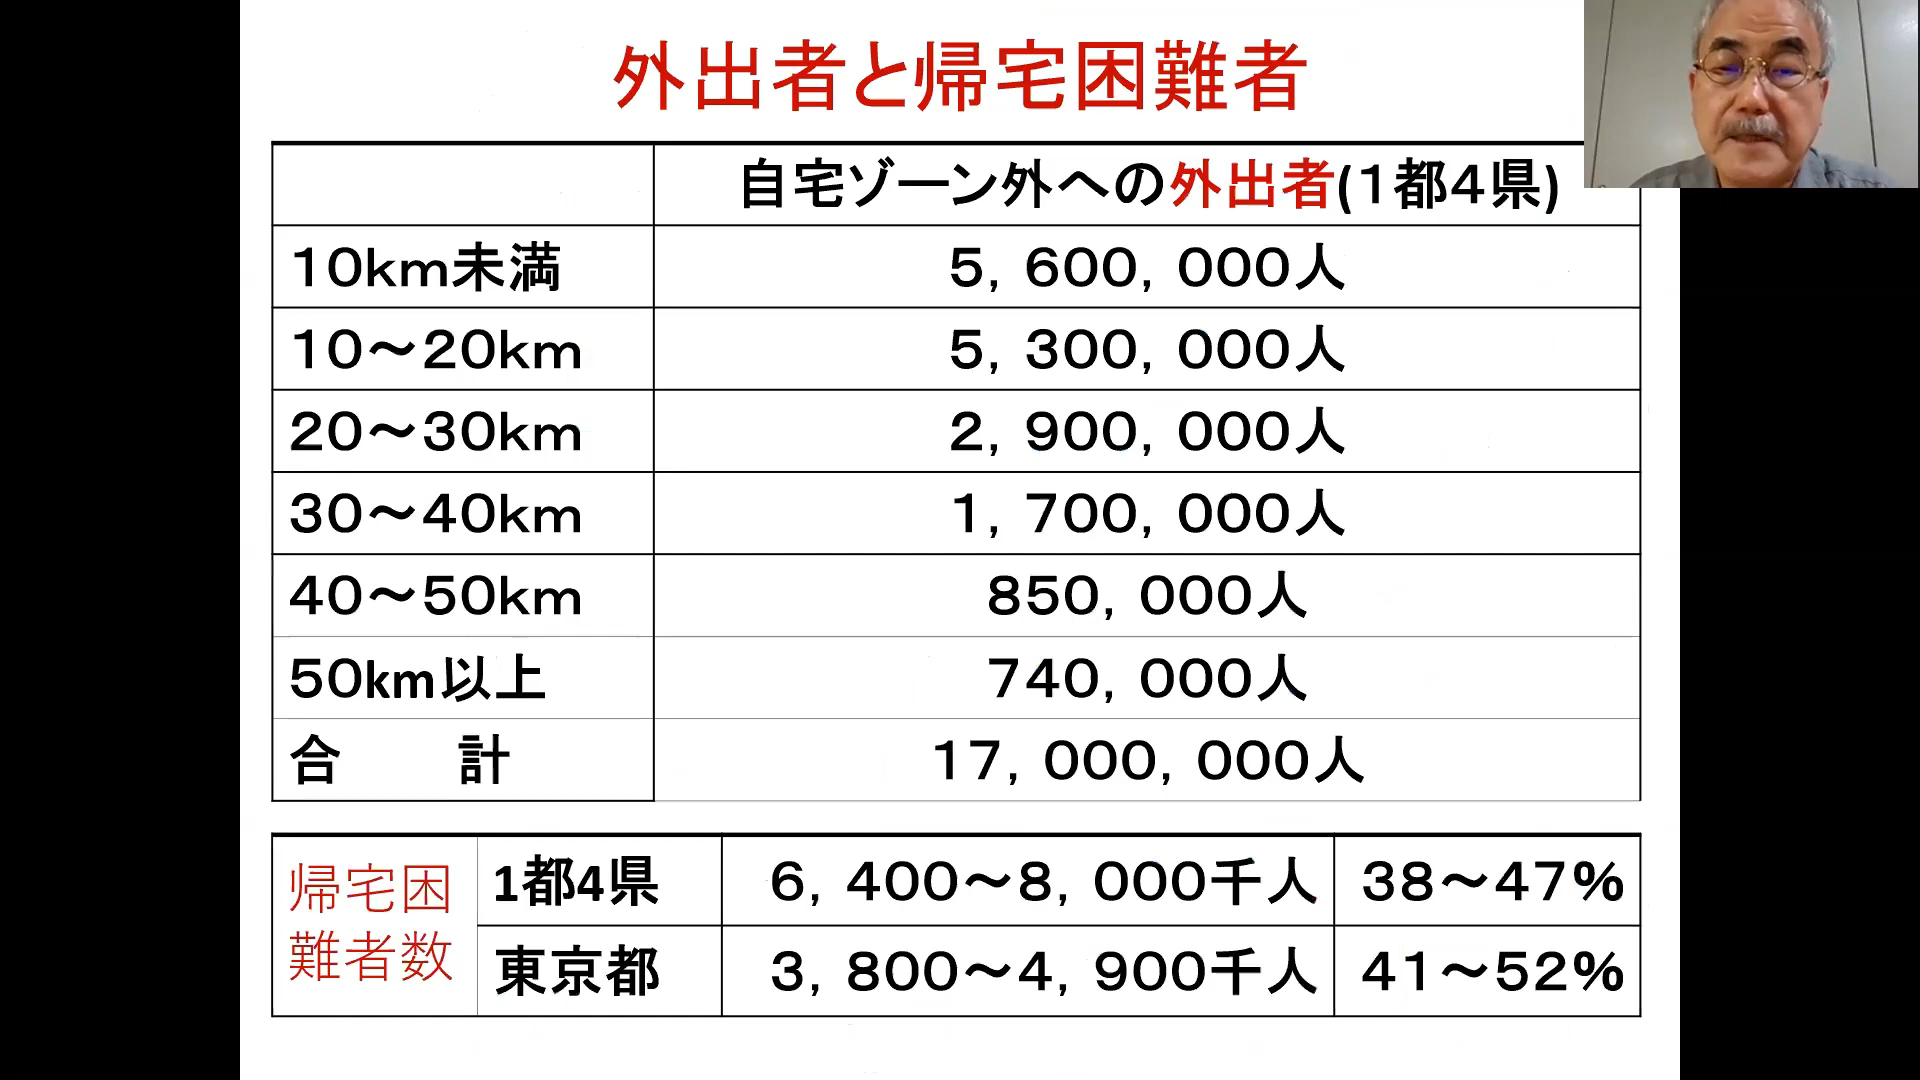 外出者と帰宅困難者
自宅ゾーン外への外出者(1都4県)
10km未満 5，600，000人
10～20km 5，300，000人
20～30km 2，900，000人
30～40km 1，700，000人
40～50km 850，000人
50km以上 740，000人
合　計 17，000，000人
帰宅困難者数
1都4県 6，400～8，000千人 38～47%
東京都 3，800～4，900千人 41～52%